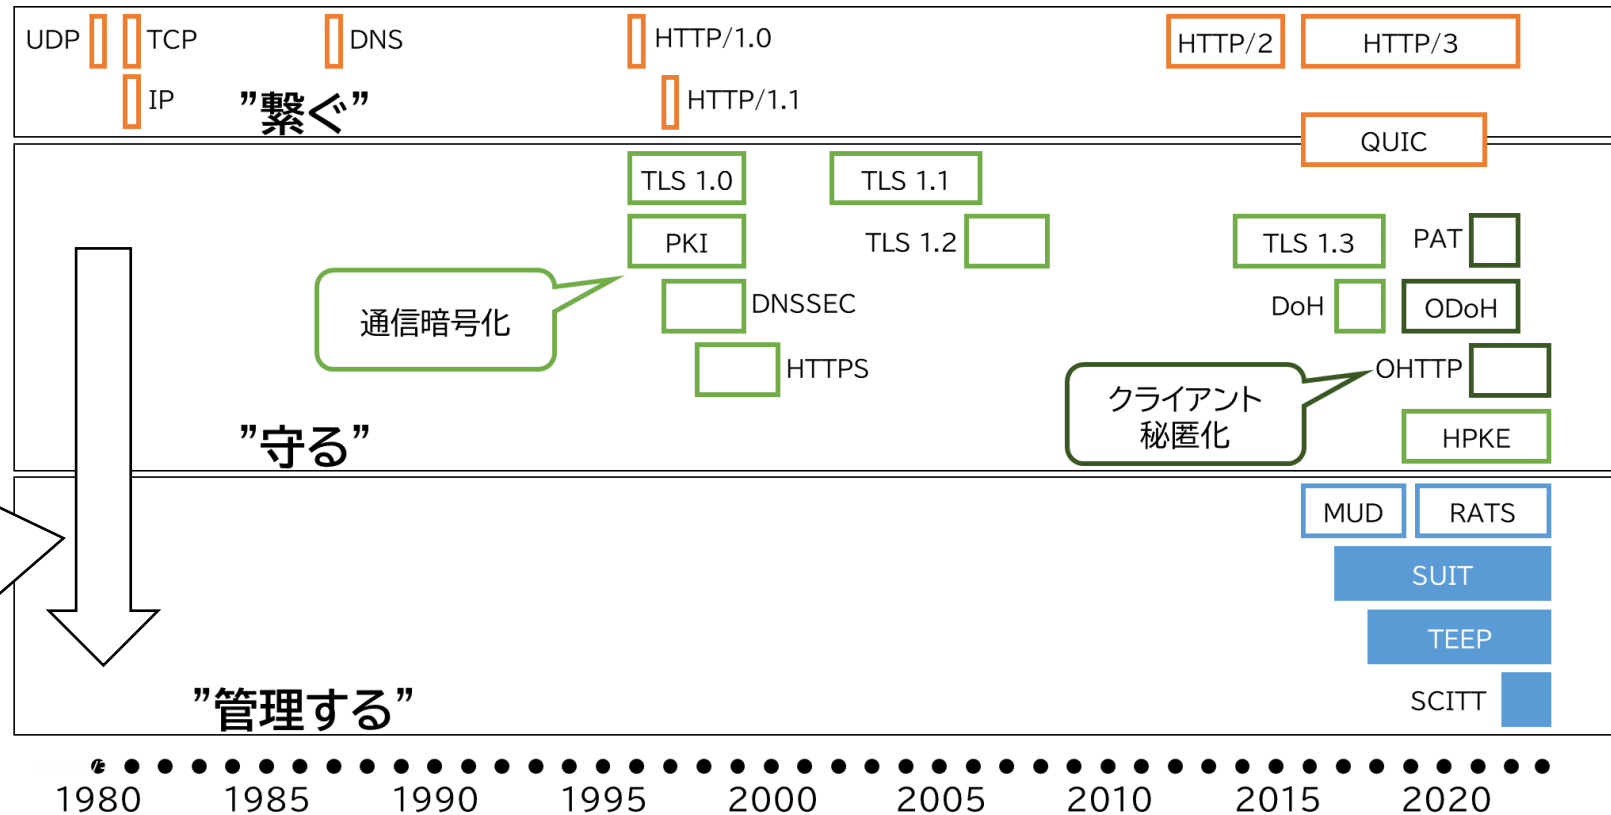 UDP
TCP
DNS
HTTP/1.0
HTTP/2
HTTP/3
IP
”繋ぐ”
HTTP/1.1
QUIC
TLS 1.0
TLS 1.1
PKI
TLS 1.2
TLS 1.3
PAT
通信暗号化
DNSSEC
DoH
ODoH
HTTPS
OHTTP
クライアント
秘匿化
HPKE
”守る”
MUD
RATS
SUIT
TEEP
SCITT
”管理する”
1980
1985
1990
1995
2000
2005
2010
2015
2020